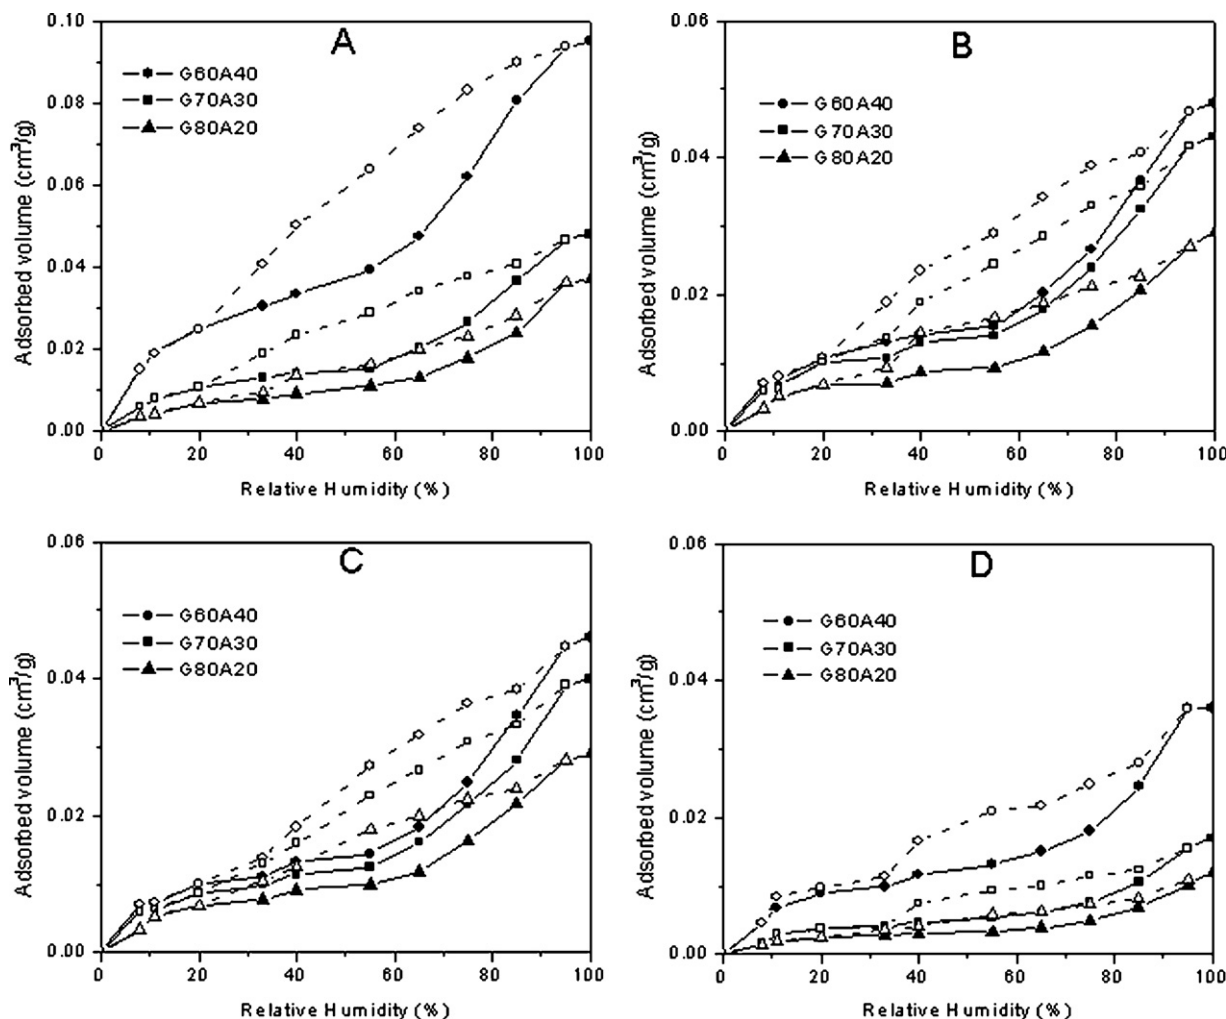 A
0.10
0.08
0.06
0.04
0.02
0.00
Adsorbed volume (cm³/g)
G60A40
G70A30
G80A20
0 20 40 60 80 100
Relative Humidity (%)
B
0.06
0.04
0.02
0.00
Adsorbed volume (cm³/g)
G60A40
G70A30
G80A20
0 20 40 60 80 100
Relative Humidity (%)
C
0.06
0.04
0.02
0.00
Adsorbed volume (cm³/g)
G60A40
G70A30
G80A20
0 20 40 60 80 100
Relative Humidity (%)
D
0.06
0.04
0.02
0.00
Adsorbed volume (cm³/g)
G60A40
G70A30
G80A20
0 20 40 60 80 100
Relative Humidity (%)